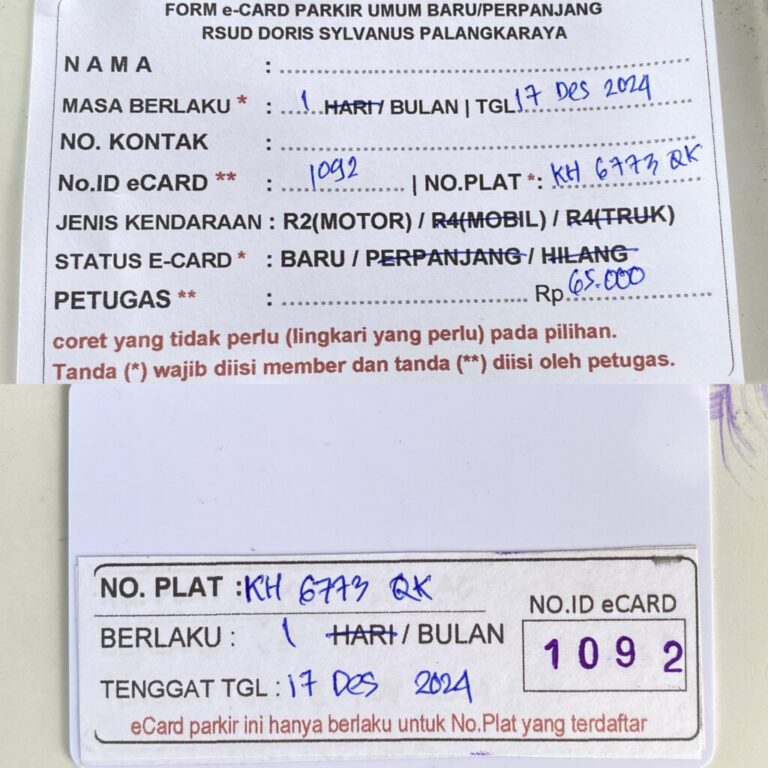 FORM e-CARD PARKIR UMUM BARU/PERPANJANG
RSUD DORIS SYLVANUS PALANGKARAYA
NAMA : ........................
MASA BERLAKU * : 1 HARI / BULAN | TGL 17 Des 2024
NO. KONTAK : ........................
No.ID eCARD ** : 1092 | NO.PLAT *: KH 6773 QK
JENIS KENDARAAN : R2(MOTOR) / R4(MOBIL) / R4(TRUK)
STATUS E-CARD * : BARU / PERPANJANG / HILANG
PETUGAS ** : ........................ Rp. 65.000
coret yang tidak perlu (lingkari yang perlu) pada pilihan.
Tanda (*) wajib diisi member dan tanda (**) diisi oleh petugas.
NO. PLAT : KH 6773 QK
BERLAKU : 1 HARI / BULAN
TENGGAT TGL : 17 Des 2024
NO.ID eCARD
1092
eCard parkir ini hanya berlaku untuk No.Plat yang terdaftar